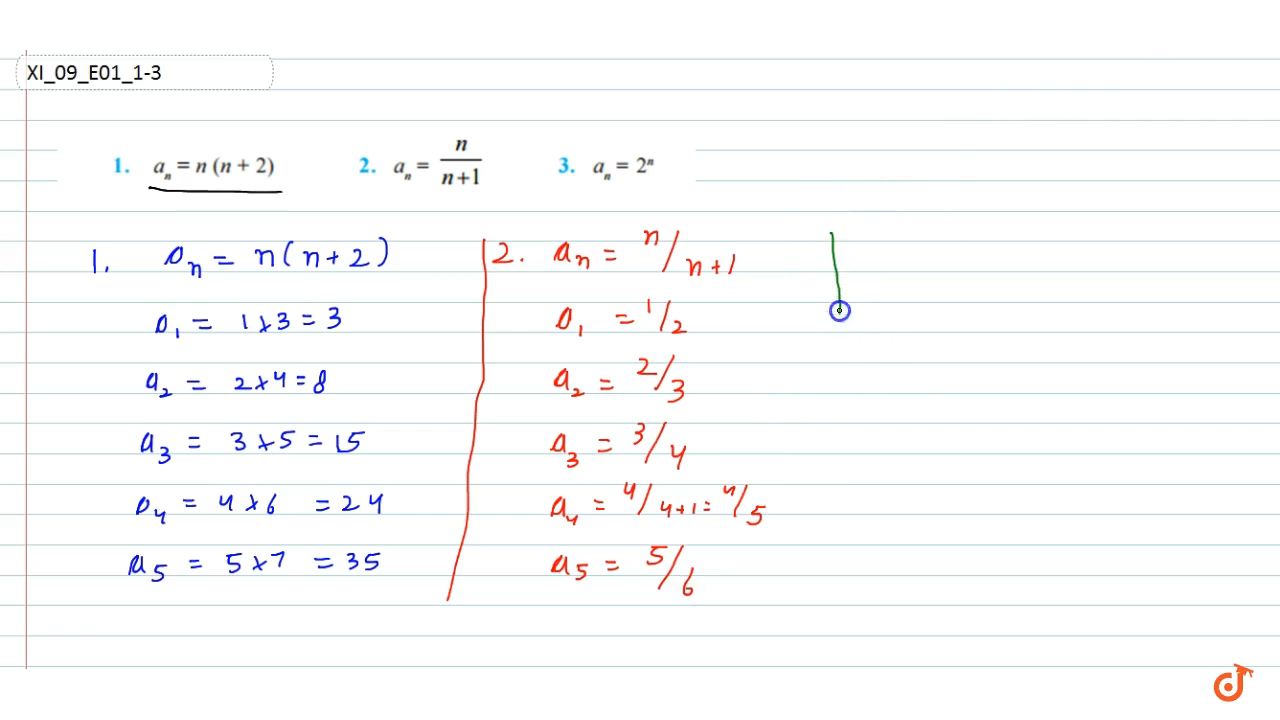 XI_09_E01_1-3
1. aₙ = n (n + 2) 2. aₙ = n/n+1 3. aₙ = 2ⁿ
1. aₙ = n(n+2)
a₁ = 1×3 = 3
a₂ = 2×4 = 8
a₃ = 3×5 = 15
a₄ = 4×6 = 24
a₅ = 5×7 = 35
2. aₙ = n/n+1
a₁ = 1/2
a₂ = 2/3
a₃ = 3/4
a₄ = 4/4+1 = 4/5
a₅ = 5/6